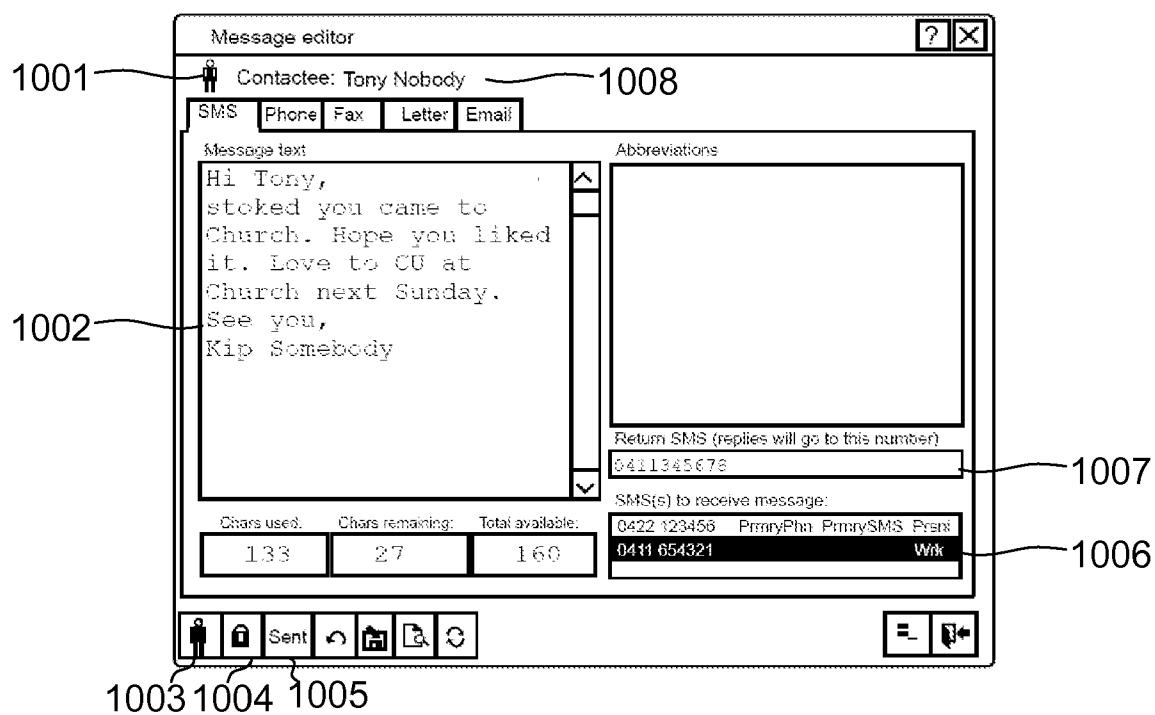 Message editor
?
1001
Contactee: Tony Nobody
1008
SMS Phone Fax Letter Email
Message text
Abbreviations
Hi Tony,
stoked you came to
Church. Hope you liked
it. Love to CU at
Church next Sunday.
See you,
Kip Somebody
1002
Return SMS (replies will go to this number)
0411345678
1007
SMS(s) to receive message:
0422 123456 PrmryPhn PrmrySMS Prsnl
0411 654321 Wrk
1006
Chars used: Chars remaining: Total available:
133 27 160
Sent
1003 1004 1005